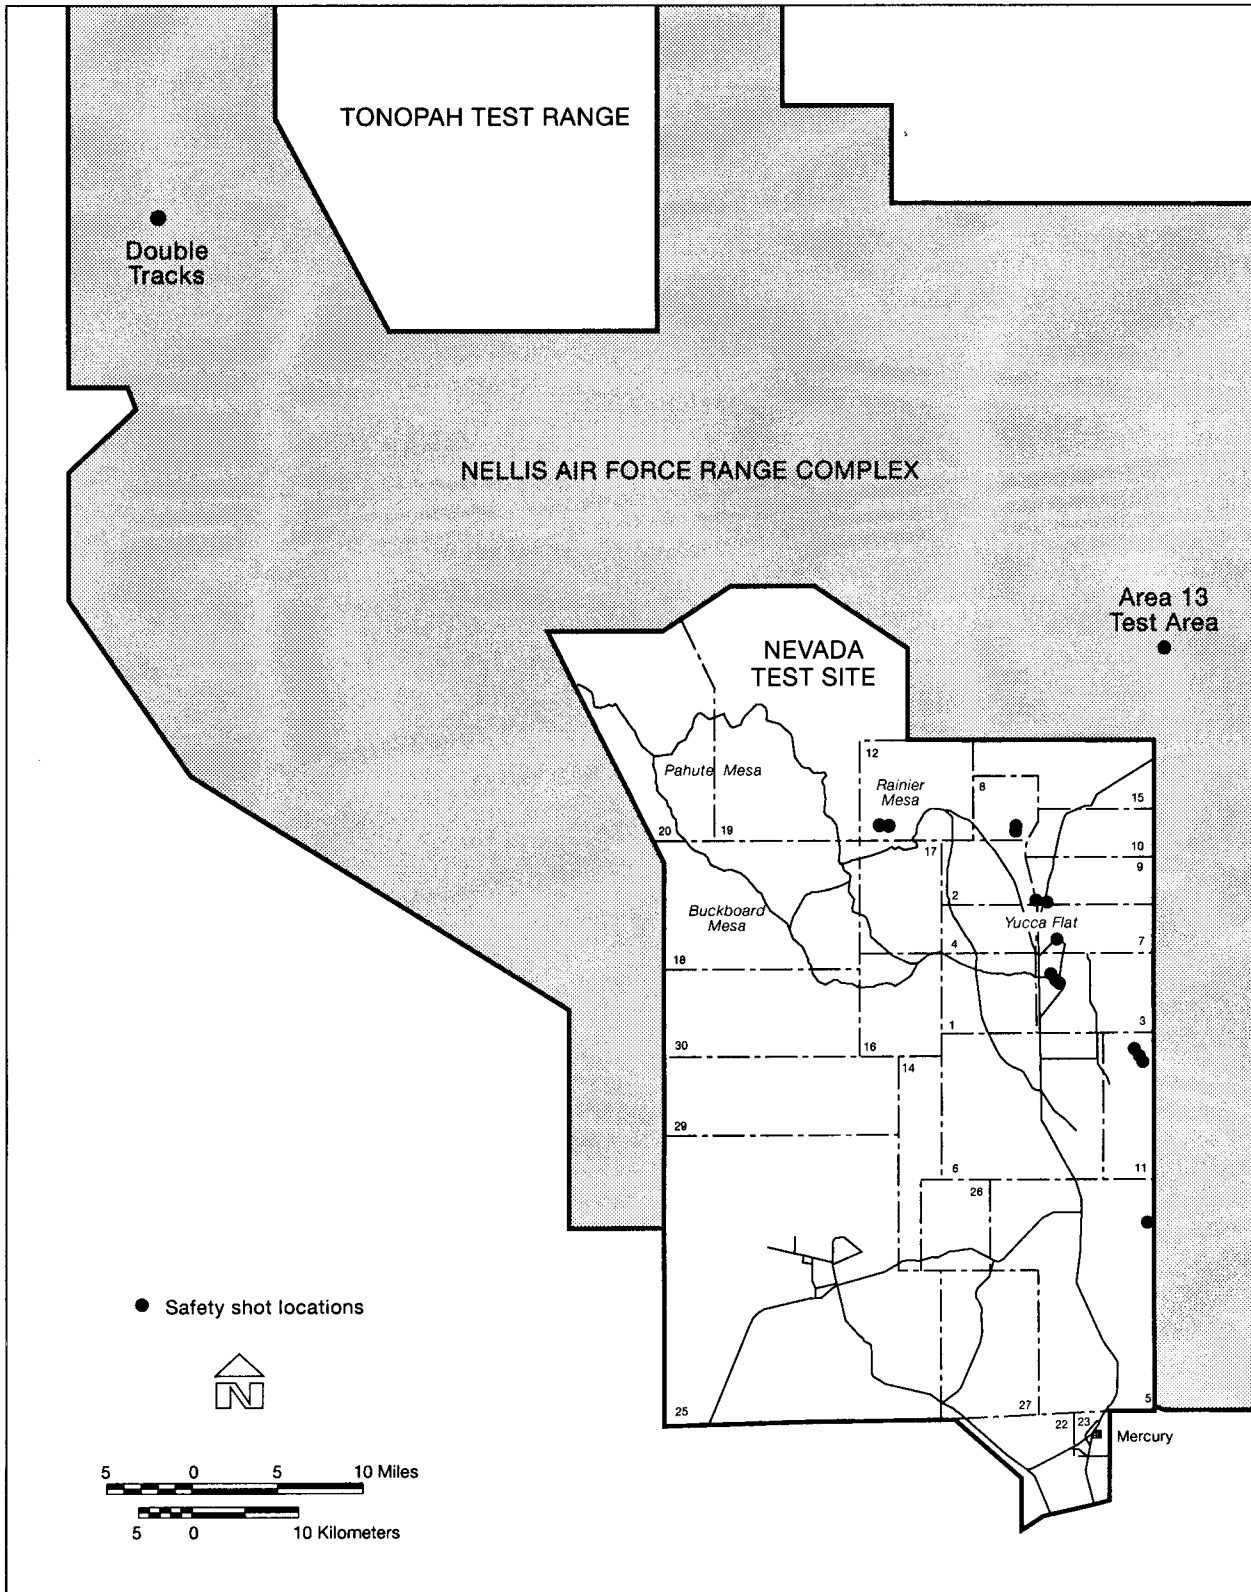 TONOPAH TEST RANGE
Double
Tracks
NELLIS AIR FORCE RANGE COMPLEX
Area 13
Test Area
NEVADA
TEST SITE
12
Pahute Mesa
Rainier
Mesa
8
15
20
19
17
10
9
2
Buckboard
Mesa
Yucca Flat
4
7
18
1
3
30
16
14
29
6
11
26
Safety shot locations
N
25
27
5
22
23
Mercury
5 0 5 10 Miles
5 0 10 Kilometers